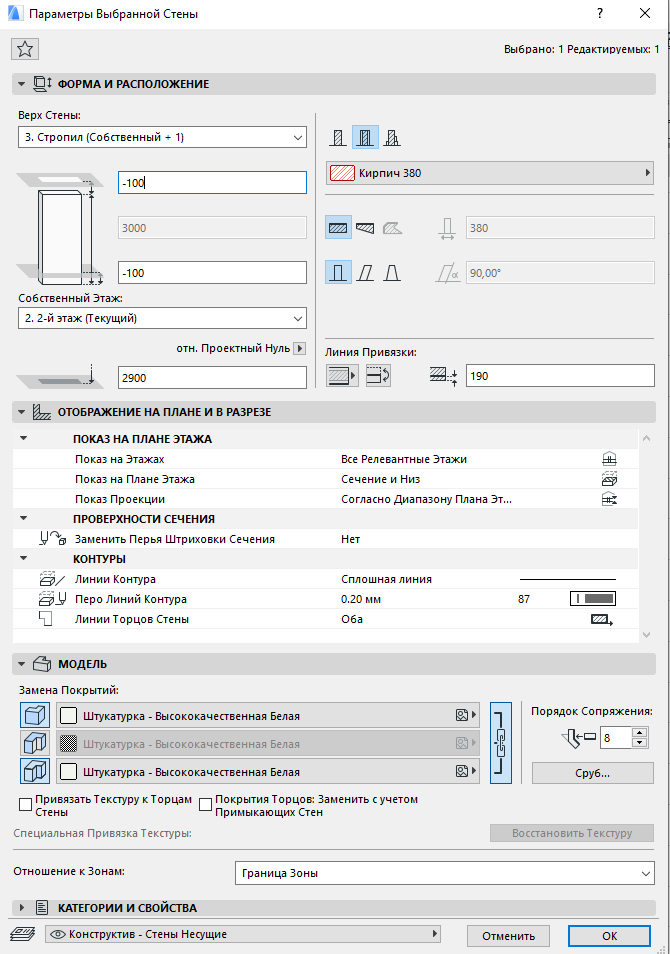 Параметры Выбранной Стены
? ×
Выбрано: 1 Редактируемых: 1
ФОРМА И РАСПОЛОЖЕНИЕ
Верх Стены:
3. Стропил (Собственный + 1)
-100
Кирпич 380
3000
380
-100
α
90,00°
Собственный Этаж:
2. 2-й этаж (Текущий)
отн. Проектный Нуль
Линия Привязки:
2900
190
ОТОБРАЖЕНИЕ НА ПЛАНЕ И В РАЗРЕЗЕ
ПОКАЗ НА ПЛАНЕ ЭТАЖА
Показ на Этажах Все Релевантные Этажи
Показ на Плане Этажа Сечение и Низ
Показ Проекции Согласно Диапазону Плана Эт...
ПРОВЕРХНОСТИ СЕЧЕНИЯ
Заменить Перья Штриховки Сечения Нет
КОНТУРЫ
Линии Контура Сплошная линия
Перо Линий Контура 0.20 мм 87
Линии Торцов Стены Оба
МОДЕЛЬ
Замена Покрытий:
Штукатурка - Высококачественная Белая
Порядок Сопряжения:
Штукатурка - Высококачественная Белая
8
Штукатурка - Высококачественная Белая
Сруб...
Привязать Текстуру к Торцам
Стены
Покрытия Торцов: Заменить с учетом
Примыкающих Стен
Специальная Привязка Текстуры:
Восстановить Текстуру
Отношение к Зонам:
Граница Зоны
КАТЕГОРИИ И СВОЙСТВА
Конструктив - Стены Несущие
Отменить
ОК